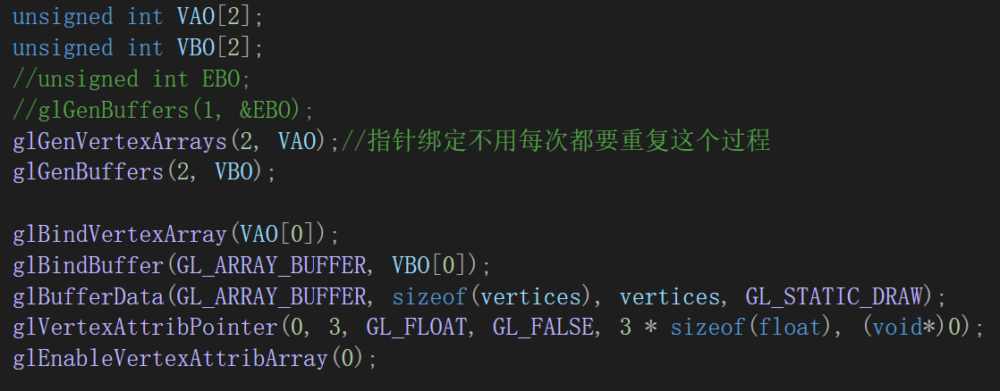 unsigned int VAO[2];
unsigned int VBO[2];
//unsigned int EBO;
//glGenBuffers(1, &EBO);
glGenVertexArrays(2, VAO);//指针绑定不用每次都要重复这个过程
glGenBuffers(2, VBO);
glBindVertexArray(VAO[0]);
glBindBuffer(GL_ARRAY_BUFFER, VBO[0]);
glBufferData(GL_ARRAY_BUFFER, sizeof(vertices), vertices, GL_STATIC_DRAW);
glVertexAttribPointer(0, 3, GL_FLOAT, GL_FALSE, 3 * sizeof(float), (void*)0);
glEnableVertexAttribArray(0);